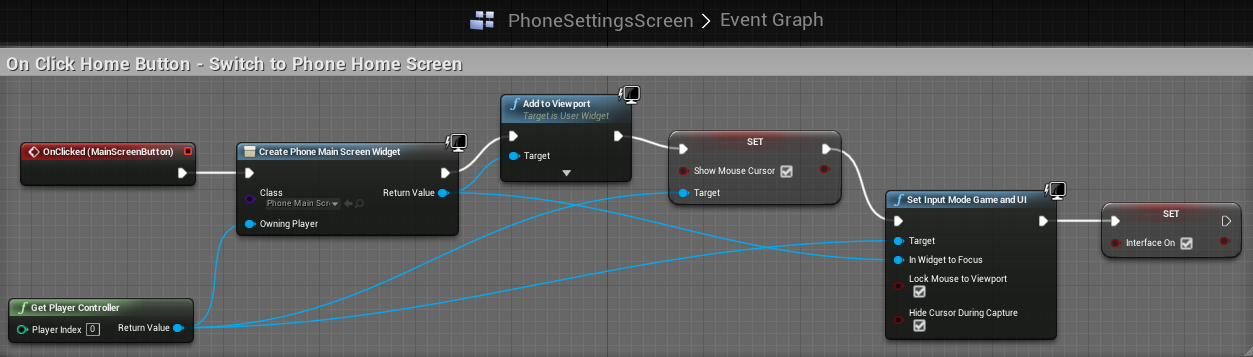 PhoneSettingsScreen > Event Graph
On Click Home Button - Switch to Phone Home Screen
OnClicked (MainScreenButton)
Create Phone Main Screen Widget
Class
Phone Main Scr
Return Value
Owning Player
f Add to Viewport
Target is User Widget
Target
SET
Show Mouse Cursor
Target
f Set Input Mode Game and UI
Target
In Widget to Focus
Lock Mouse to Viewport
Hide Cursor During Capture
SET
Interface On
f Get Player Controller
Player Index 0
Return Value